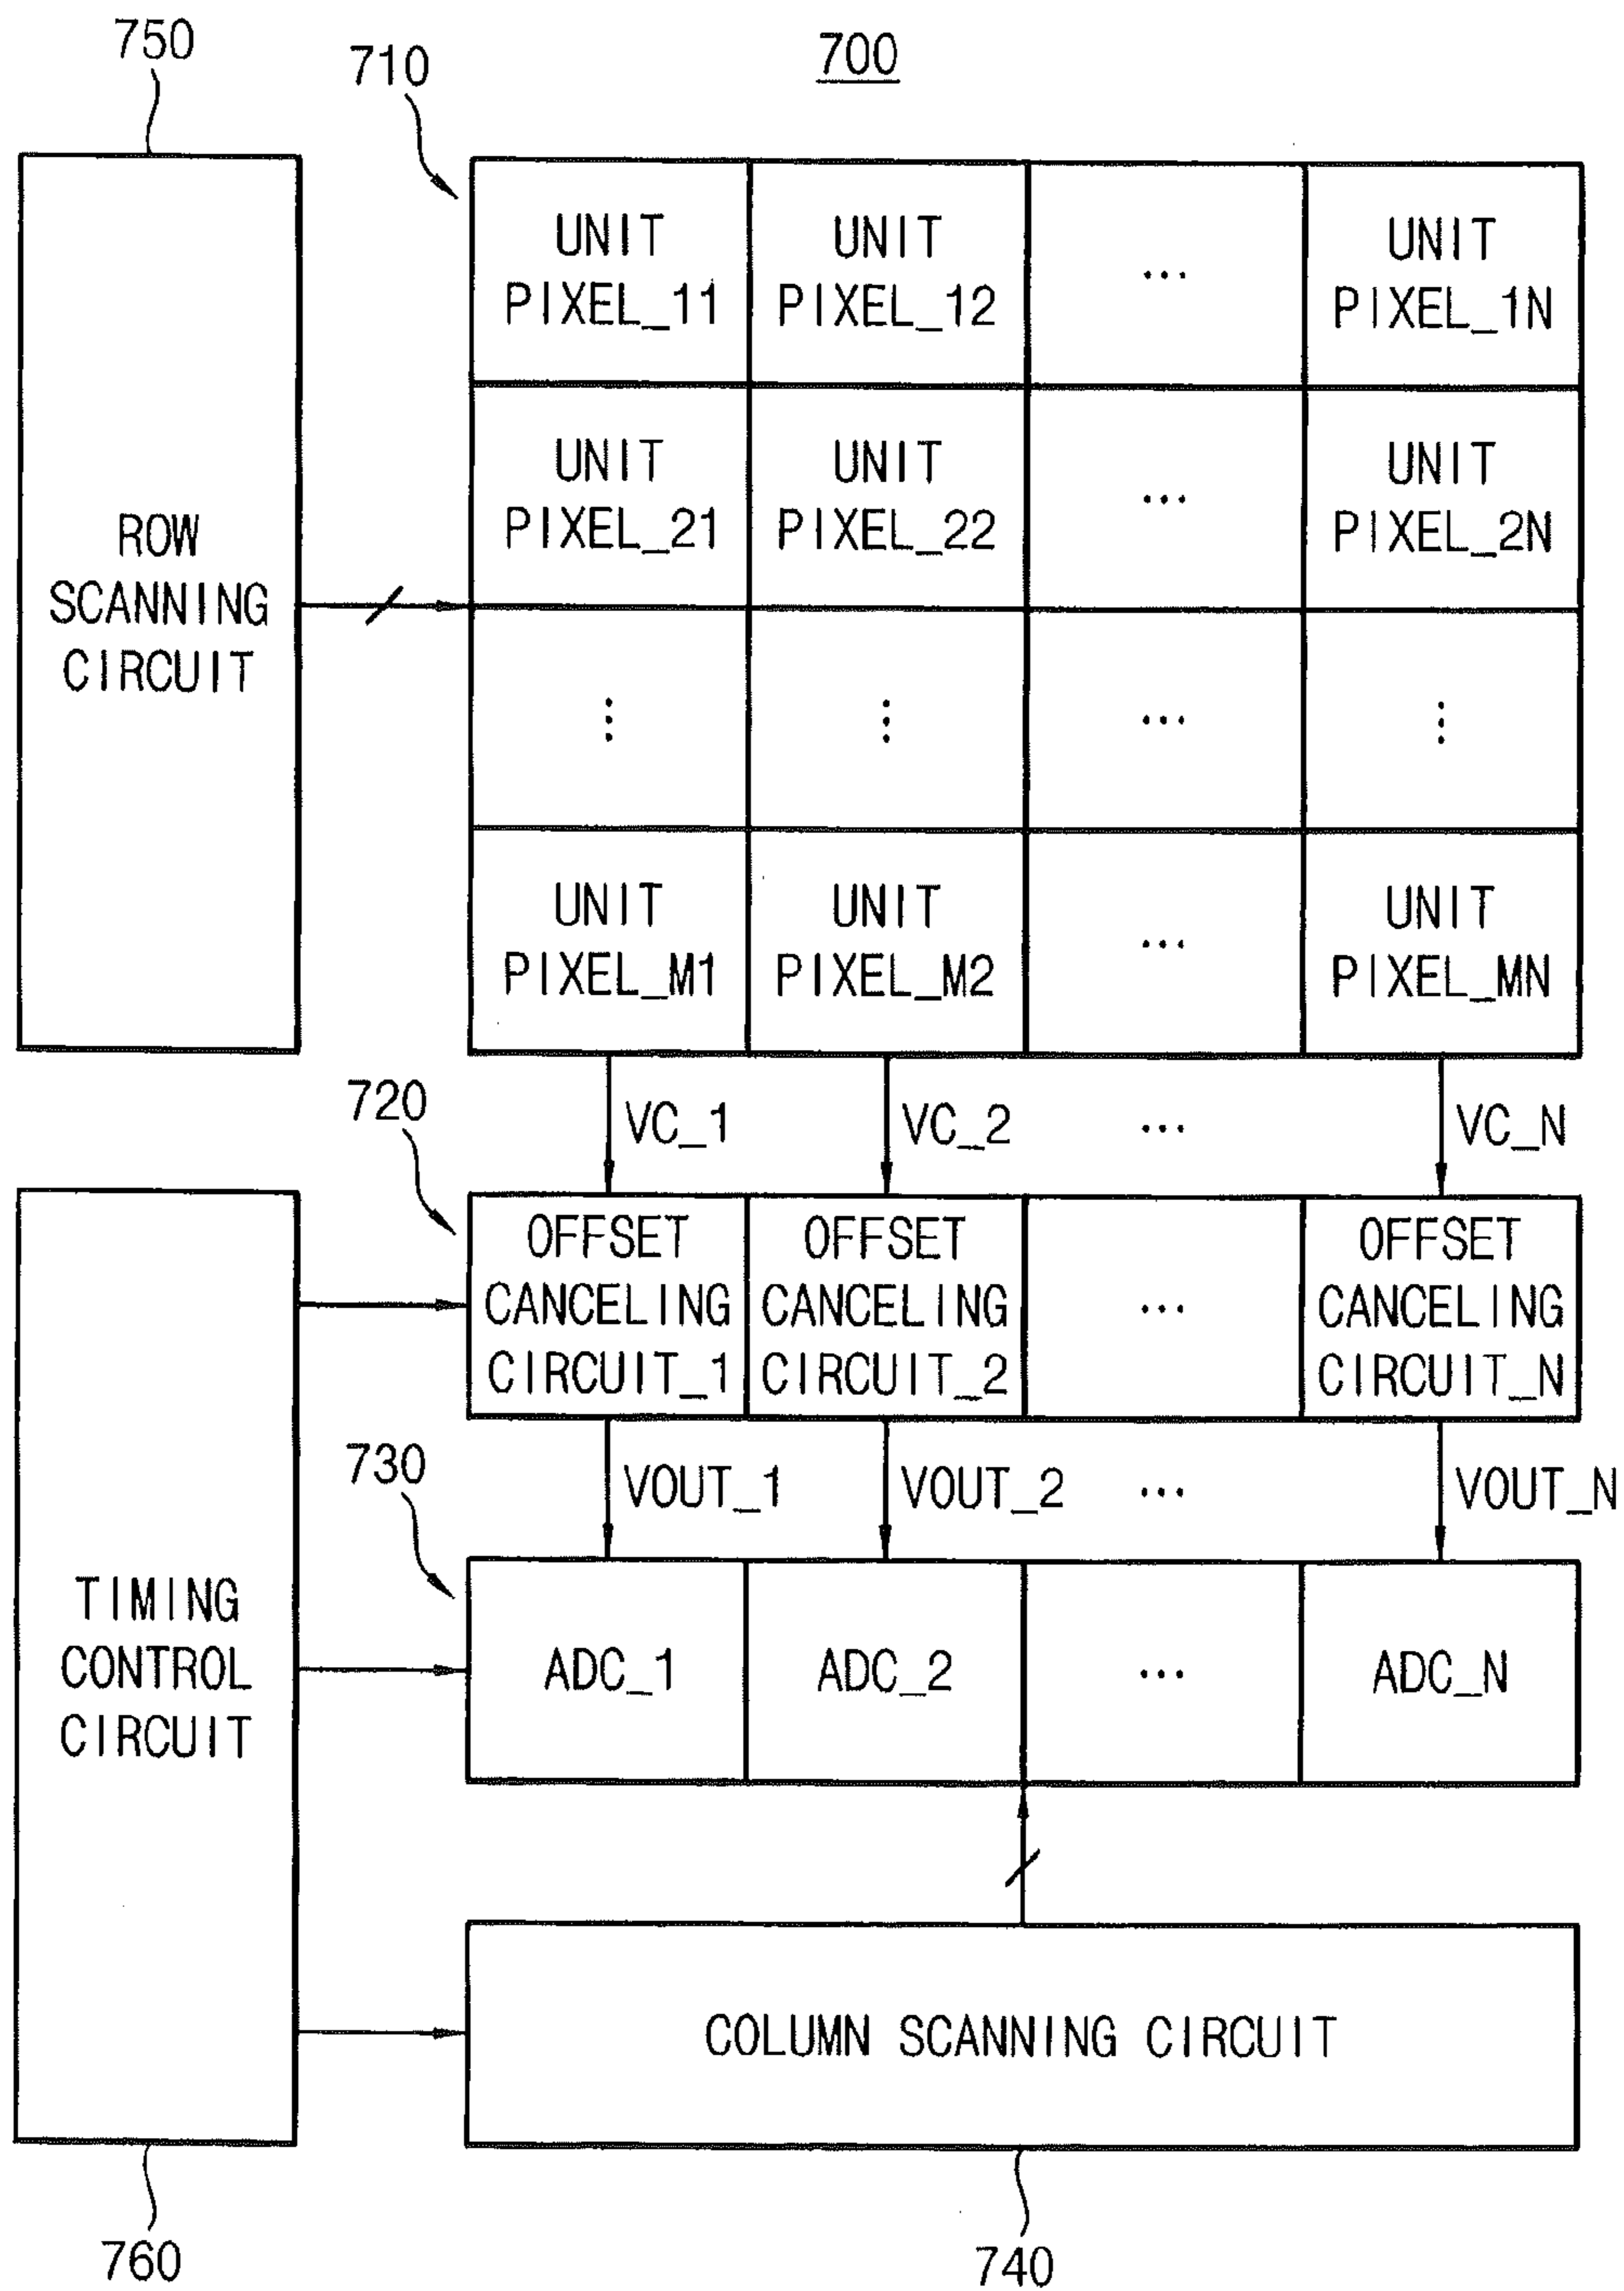 750
710
700
UNIT
PIXEL_11
UNIT
PIXEL_12
...
UNIT
PIXEL_1N
UNIT
PIXEL_21
UNIT
PIXEL_22
...
UNIT
PIXEL_2N
ROW
SCANNING
CIRCUIT
...
...
...
...
UNIT
PIXEL_M1
UNIT
PIXEL_M2
...
UNIT
PIXEL_MN
720
VC_1
VC_2
...
VC_N
OFFSET
CANCELING
CIRCUIT_1
OFFSET
CANCELING
CIRCUIT_2
...
OFFSET
CANCELING
CIRCUIT_N
730
VOUT_1
VOUT_2
...
VOUT_N
TIMING
CONTROL
CIRCUIT
ADC_1
ADC_2
...
ADC_N
COLUMN SCANNING CIRCUIT
760
740